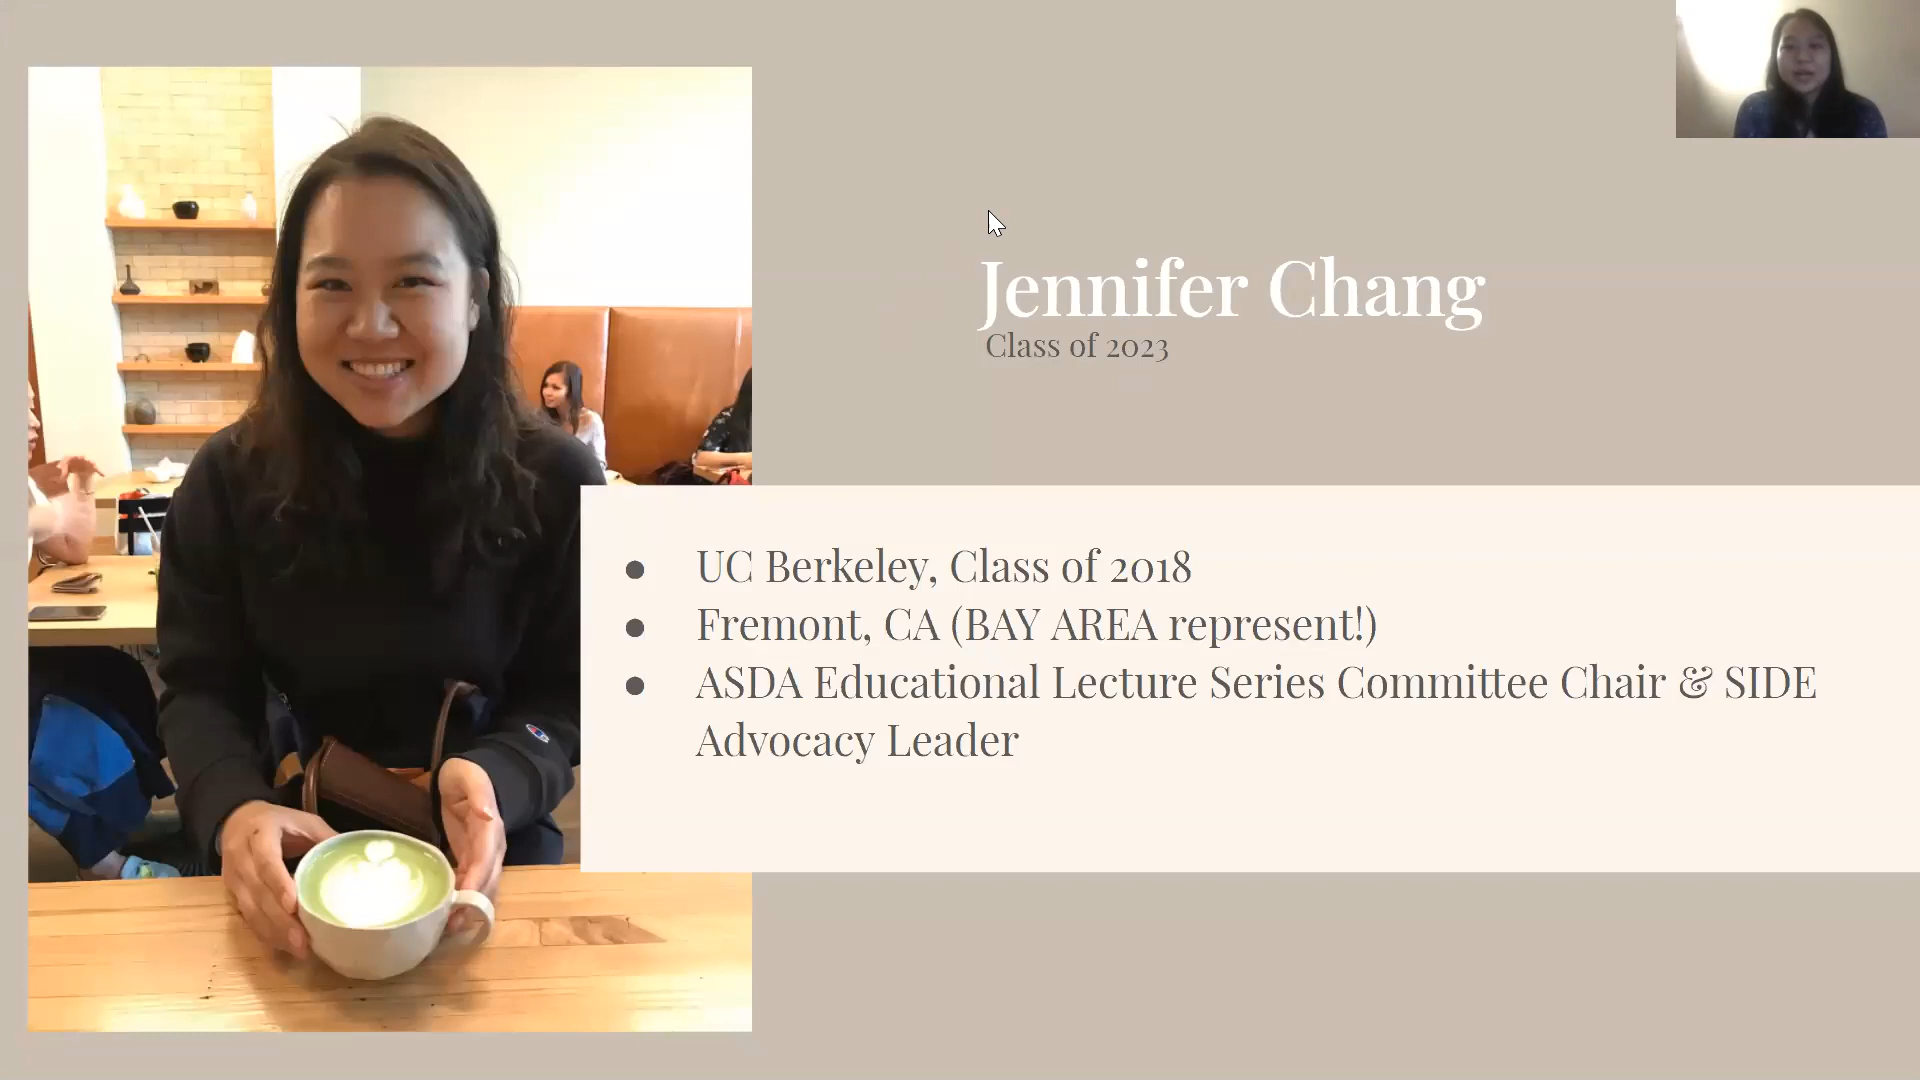 Jennifer Chang
Class of 2023
● UC Berkeley, Class of 2018
● Fremont, CA (BAY AREA represent!)
● ASDA Educational Lecture Series Committee Chair & SIDE
Advocacy Leader